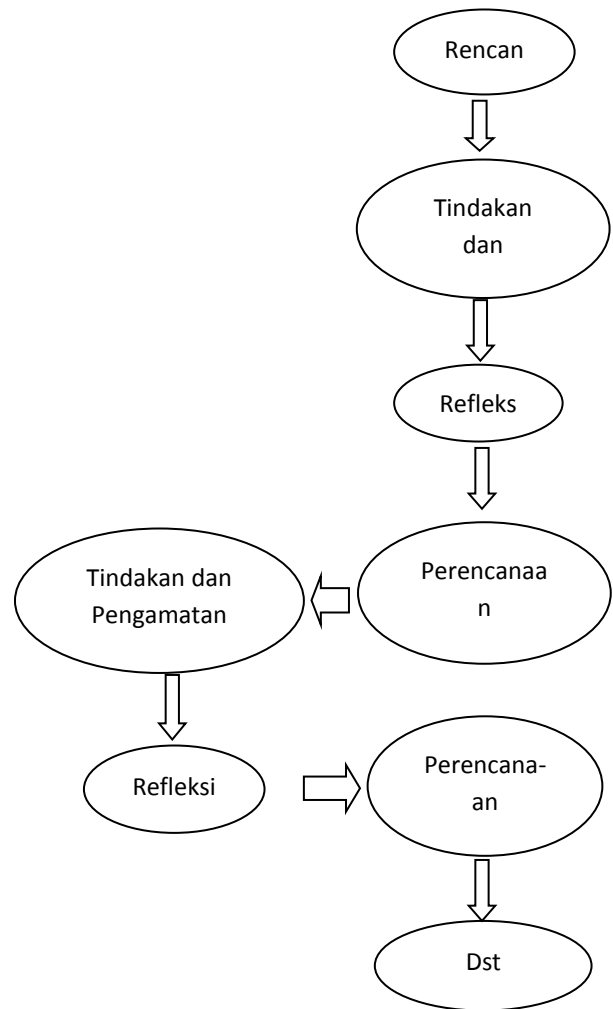 Rencan
Tindakan
dan
Refleks
Perencanaa
n
Tindakan dan
Pengamatan
Refleksi
Perencana-
an
Dst